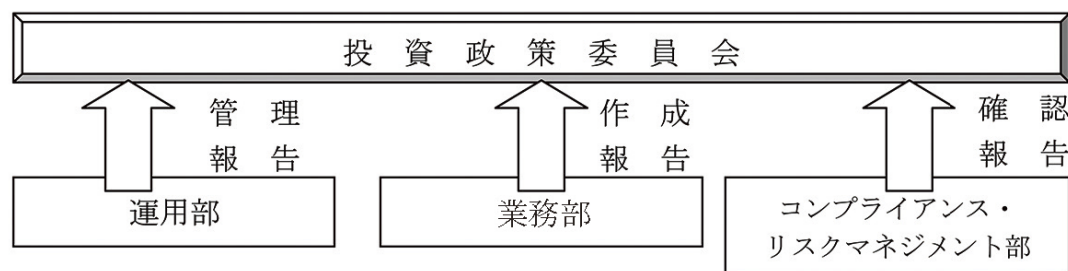 投資政策委員会
管理
報告
作成
報告
確認
報告
運用部
業務部
コンプライアンス・
リスクマネジメント部